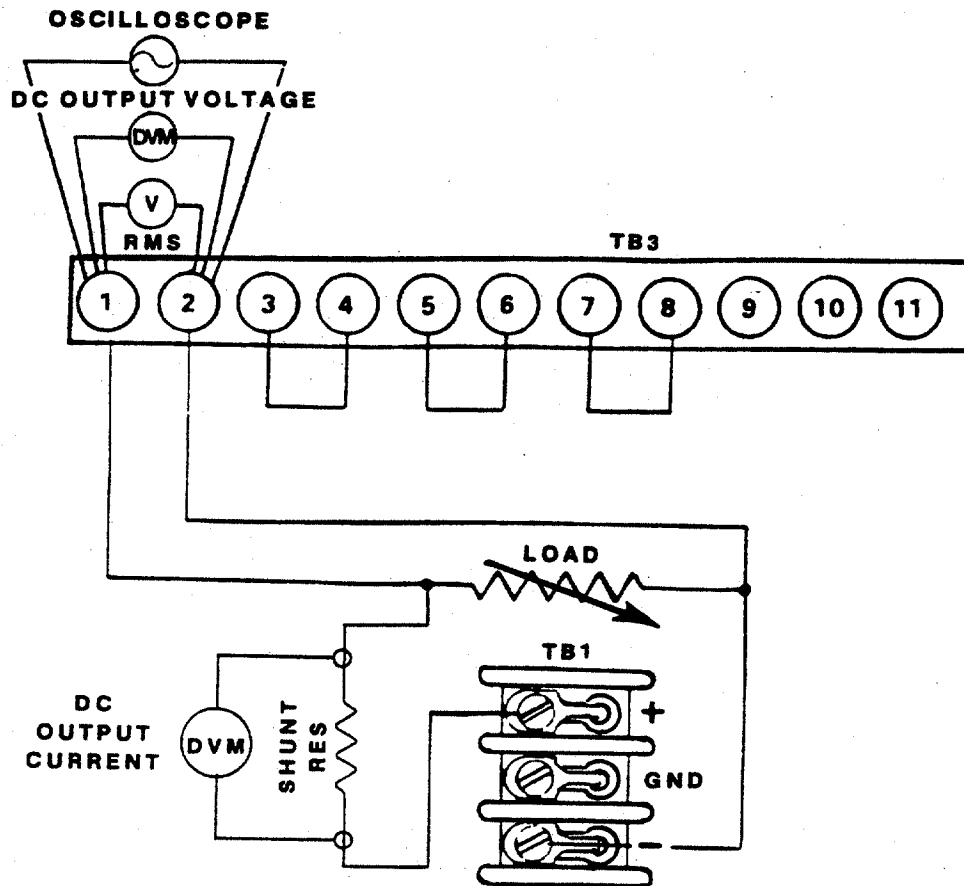 OSCILLOSCOPE
DC OUTPUT VOLTAGE
DVM
V
RMS
TB3
1 2 3 4 5 6 7 8 9 10 11
LOAD
TB1
+
GND
-
DC
OUTPUT
CURRENT
DVM
SHUNT
RES